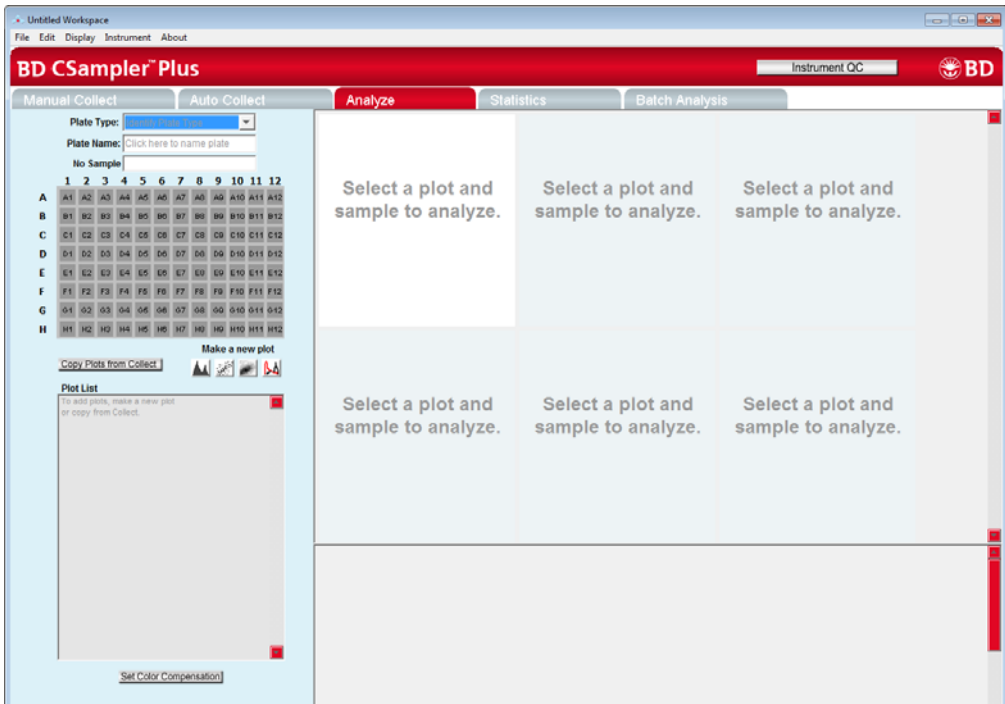 Untitled Workspace
File Edit Display Instrument About
BD CSampler™ Plus
Instrument QC
BD
Manual Collect Auto Collect Analyze Statistics Batch Analysis
Plate Type: Identify Plate Type
Plate Name: Click here to name plate
No Sample
1 2 3 4 5 6 7 8 9 10 11 12
A A1 A2 A3 A4 A5 A6 A7 A8 A9 A10 A11 A12
B B1 B2 B3 B4 B5 B6 B7 B8 B9 B10 B11 B12
C C1 C2 C3 C4 C5 C6 C7 C8 C9 C10 C11 C12
D D1 D2 D3 D4 D5 D6 D7 D8 D9 D10 D11 D12
E E1 E2 E3 E4 E5 E6 E7 E8 E9 E10 E11 E12
F F1 F2 F3 F4 F5 F6 F7 F8 F9 F10 F11 F12
G G1 G2 G3 G4 G5 G6 G7 G8 G9 G10 G11 G12
H H1 H2 H3 H4 H5 H6 H7 H8 H9 H10 H11 H12
Make a new plot
Copy Plots from Collect
Plot List
To add plots, make a new plot
or copy from Collect.
Set Color Compensation
Select a plot and
sample to analyze.
Select a plot and
sample to analyze.
Select a plot and
sample to analyze.
Select a plot and
sample to analyze.
Select a plot and
sample to analyze.
Select a plot and
sample to analyze.